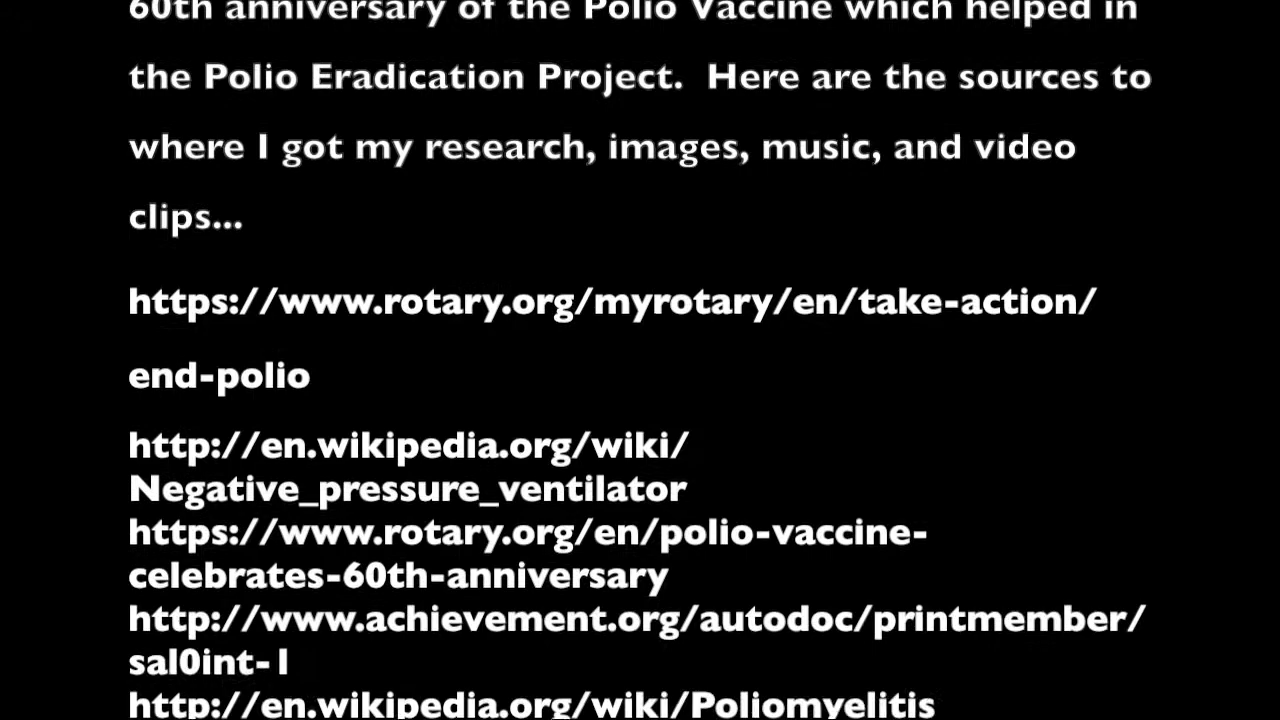 60th anniversary of the Polio Vaccine which helped in
the Polio Eradication Project.  Here are the sources to
where I got my research, images, music, and video
clips...
https://www.rotary.org/myrotary/en/take-action/
end-polio
http://en.wikipedia.org/wiki/
Negative_pressure_ventilator
https://www.rotary.org/en/polio-vaccine-
celebrates-60th-anniversary
http://www.achievement.org/autodoc/printmember/
sal0int-1
http://en.wikipedia.org/wiki/Poliomyelitis